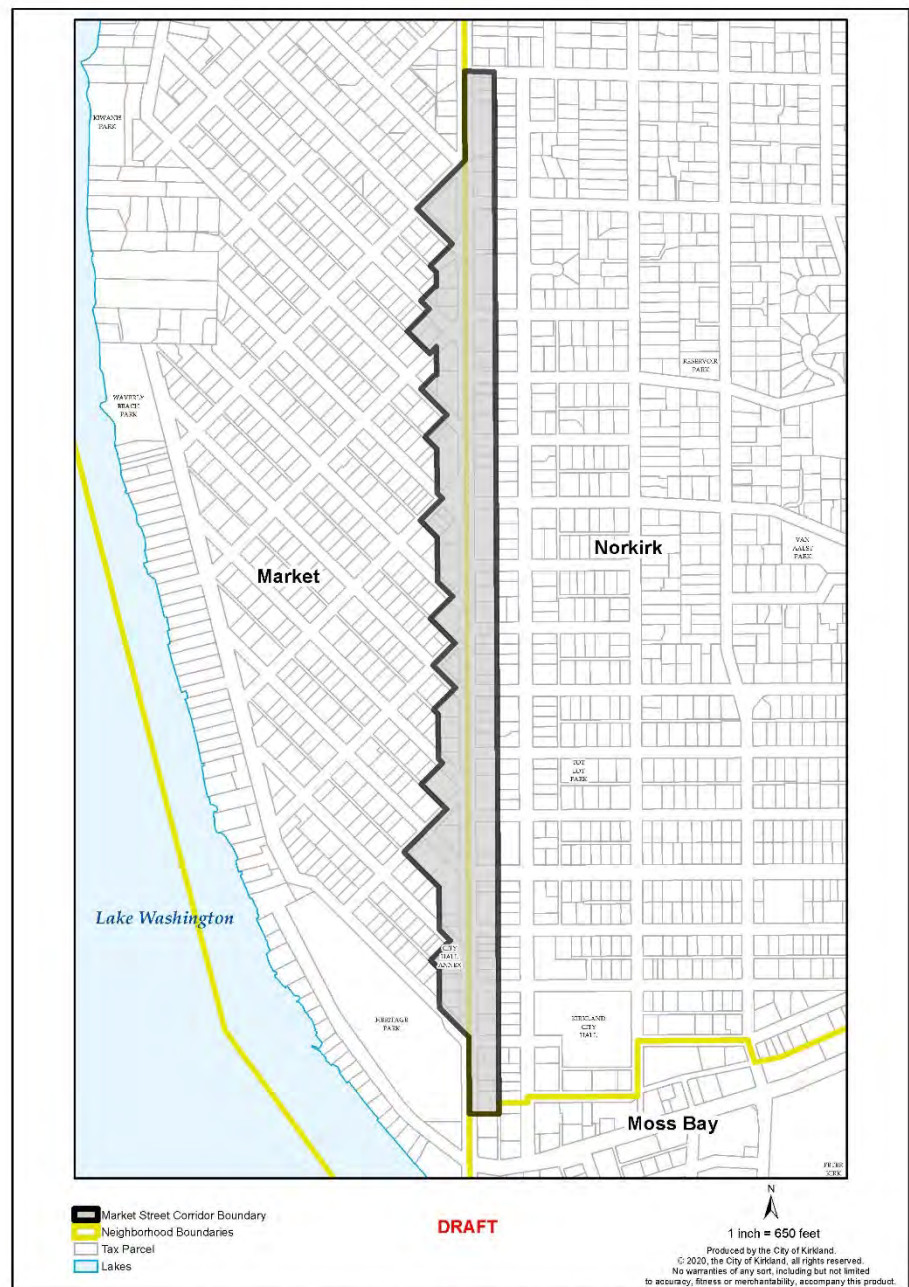 KIWANIS
PARK
WAVERLY
BEACH
PARK
RESERVOIR
PARK
VAN
AALST
PARK
Market
Norkirk
TOT
LOT
PARK
Lake Washington
CITY
HALL
ANNEX
HERITAGE
PARK
KIRKLAND
CITY
HALL
Moss Bay
PETER
KIRK
Market Street Corridor Boundary
Neighborhood Boundaries
Tax Parcel
Lakes
DRAFT
N
1 inch = 650 feet
Produced by the City of Kirkland.
© 2020, the City of Kirkland, all rights reserved.
No warranties of any sort, including but not limited
to accuracy, fitness or merchantability, accompany this product.